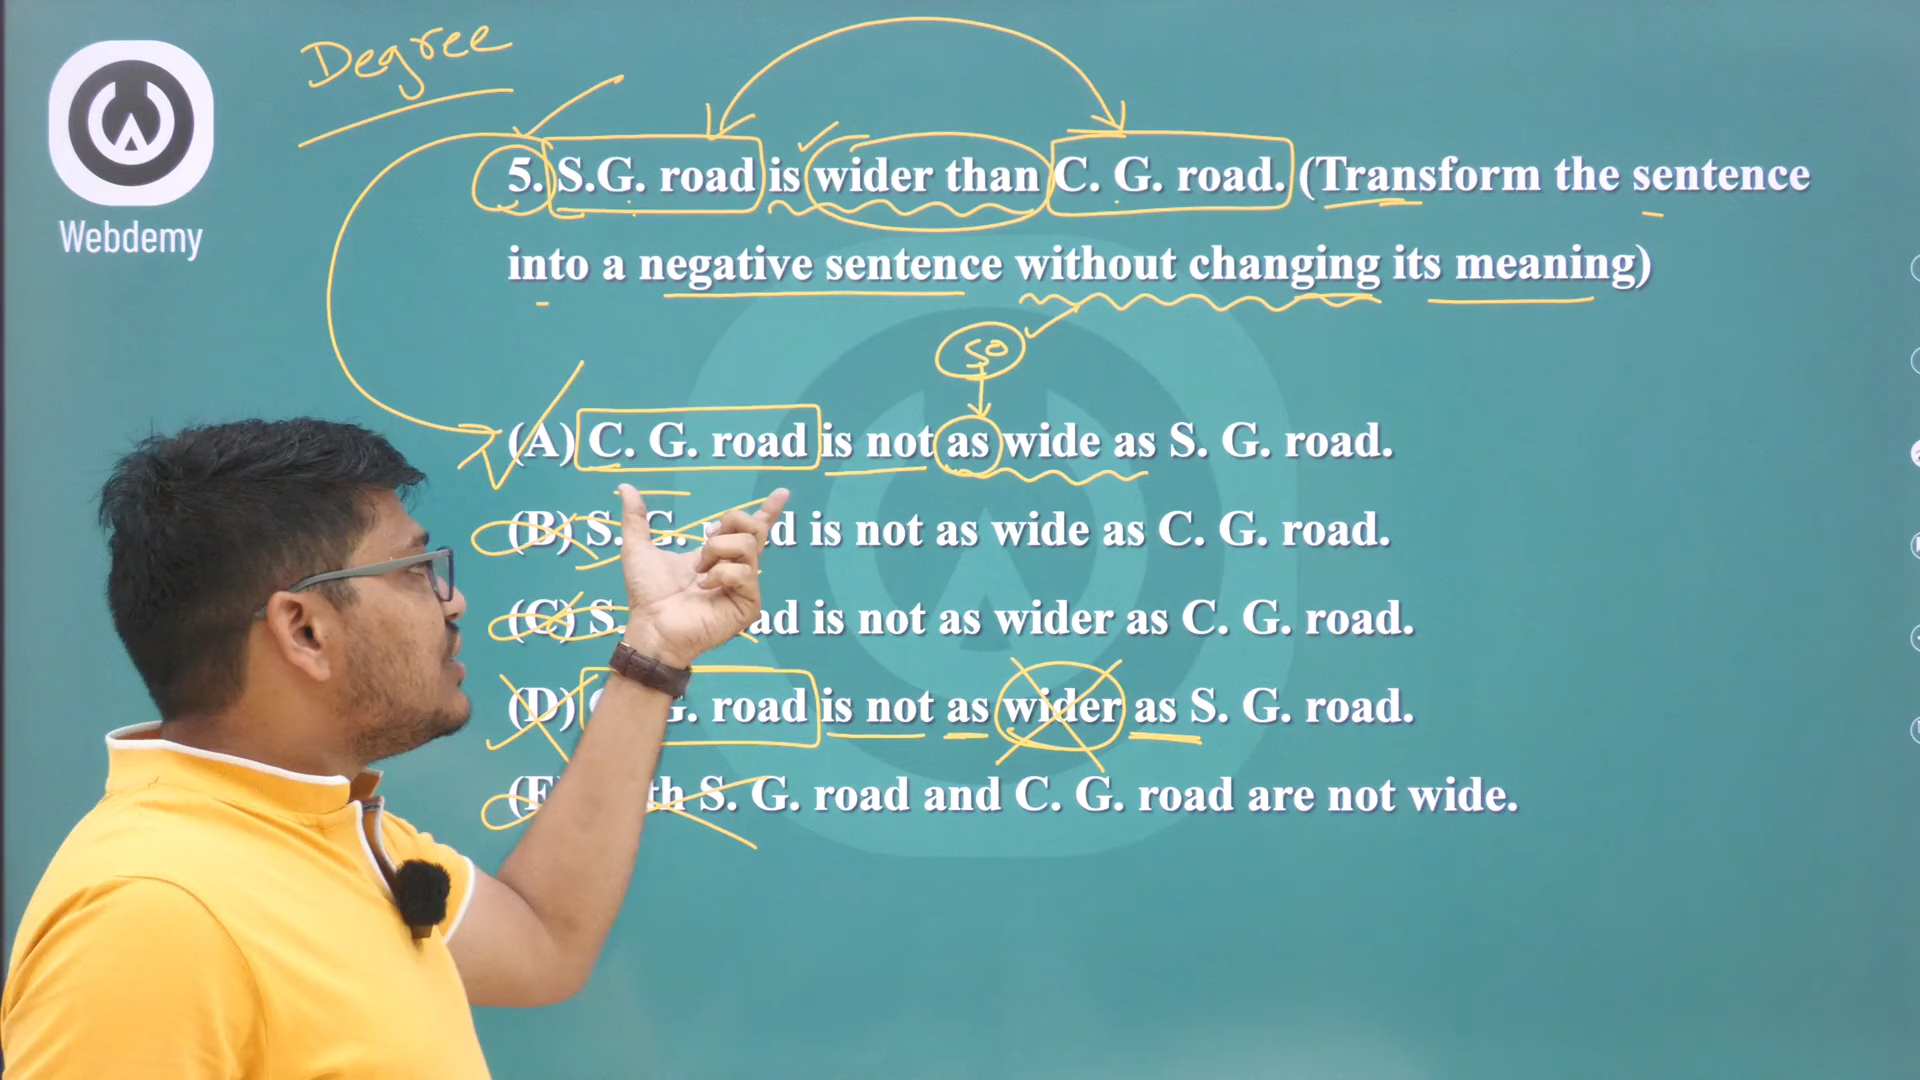 Degree
Webdemy
5. S.G. road is wider than C. G. road. (Transform the sentence
into a negative sentence without changing its meaning)
so
(A) C. G. road is not as wide as S. G. road.
(B) S. G. road is not as wide as C. G. road.
(C) S. is not as wider as C. G. road.
(D) G. road is not as wider as S. G. road.
S. G. road and C. G. road are not wide.